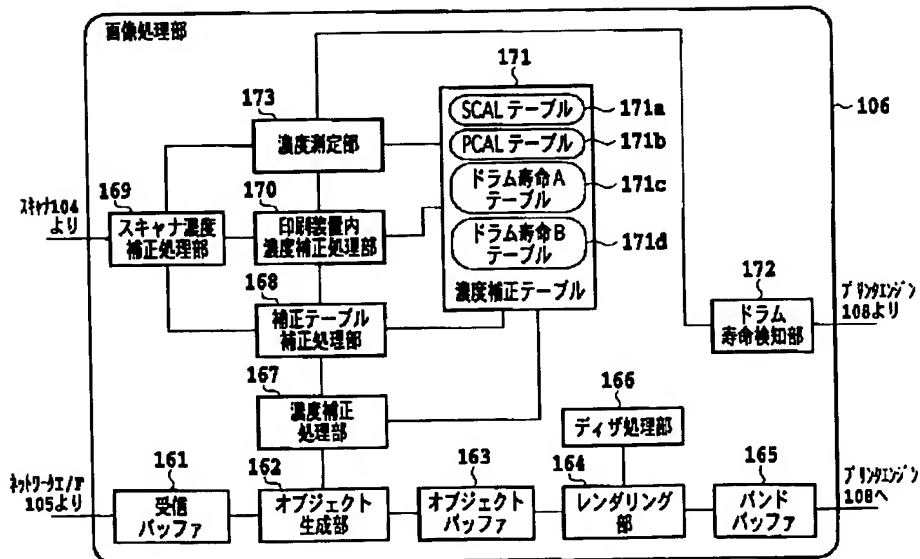 画像処理部
106
173
濃度測定部
171
SCALテーブル
171a
PCALテーブル
171b
ドラム寿命A
テーブル
171c
ドラム寿命B
テーブル
171d
濃度補正テーブル
スキャナ104
より
169
スキャナ濃度
補正処理部
170
印刷装置内
濃度補正処理部
168
補正テーブル
補正処理部
167
濃度補正
処理部
172
ドラム
寿命検知部
プリンタエンジン
108より
166
ディザ処理部
ネットワークI/F
105より
161
受信
バッファ
162
オブジェクト
生成部
163
オブジェクト
バッファ
164
レンダリング
部
165
バンド
バッファ
プリンタエンジン
108へ